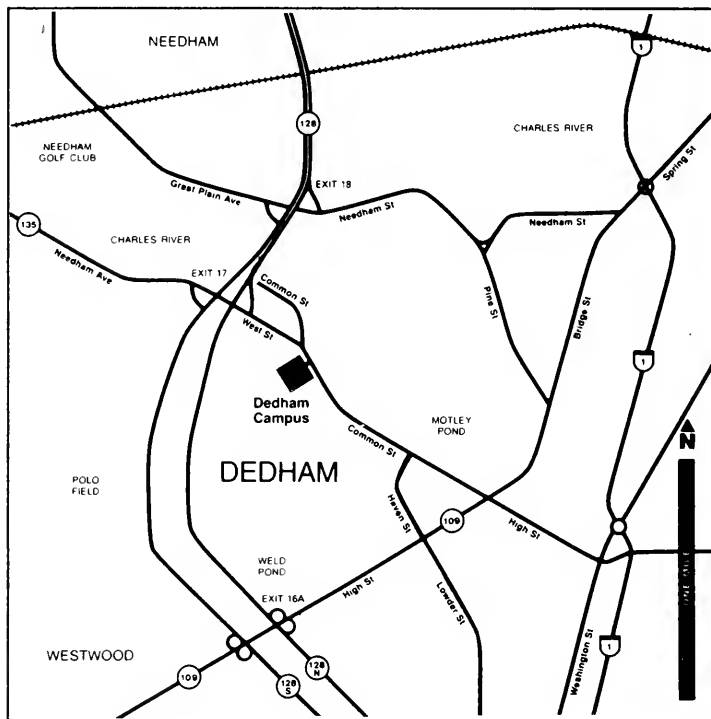 NEEDHAM
1
128
CHARLES RIVER
NEEDHAM
GOLF CLUB
Spring St
Great Plain Ave
EXIT 18
Needham St
Needham St
135
CHARLES RIVER
Needham Ave
EXIT 17
Common St
West St
Pine St
Bridge St
1
Dedham
Campus
Common St
MOTLEY
POND
N
DEDHAM
POLO
FIELD
Haven St
109
High St
WELD
POND
EXIT 16A
High St
Lowder St
ONE MILE
WESTWOOD
Washington St
1
109
128
S
128
N